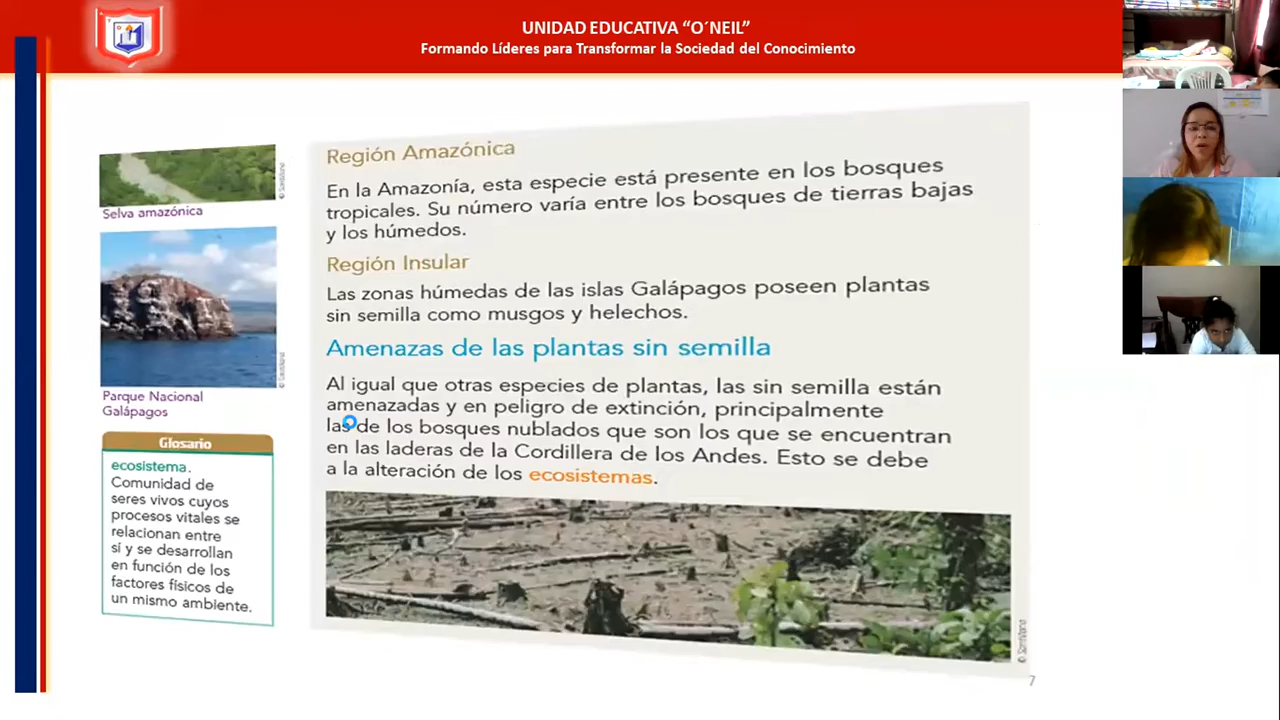 UNIDAD EDUCATIVA “O´NEIL”
Formando Líderes para Transformar la Sociedad del Conocimiento
© Santillana
Selva amazónica
© Santillana
Parque Nacional
Galápagos
Glosario
ecosistema.
Comunidad de
seres vivos cuyos
procesos vitales se
relacionan entre
sí y se desarrollan
en función de los
factores físicos de
un mismo ambiente.
Región Amazónica
En la Amazonía, esta especie está presente en los bosques
tropicales. Su número varía entre los bosques de tierras bajas
y los húmedos.
Región Insular
Las zonas húmedas de las islas Galápagos poseen plantas
sin semilla como musgos y helechos.
Amenazas de las plantas sin semilla
Al igual que otras especies de plantas, las sin semilla están
amenazadas y en peligro de extinción, principalmente
las de los bosques nublados que son los que se encuentran
en las laderas de la Cordillera de los Andes. Esto se debe
a la alteración de los ecosistemas.
© Santillana
7